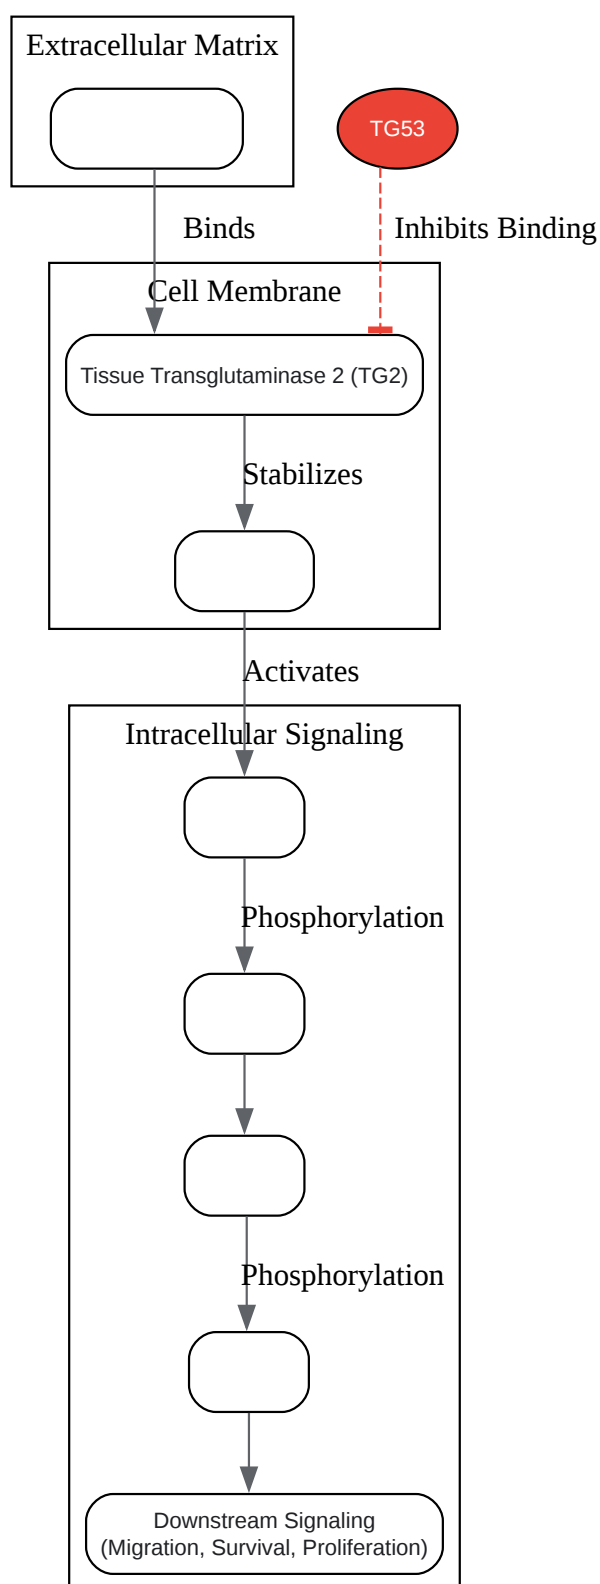 Extracellular Matrix
TG53
Binds
Inhibits Binding
Cell Membrane
Tissue Transglutaminase 2 (TG2)
Stabilizes
Activates
Intracellular Signaling
Phosphorylation
Phosphorylation
Downstream Signaling
(Migration, Survival, Proliferation)